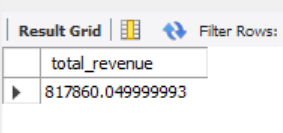 Result Grid Filter Rows:
total_revenue
817860.049999993